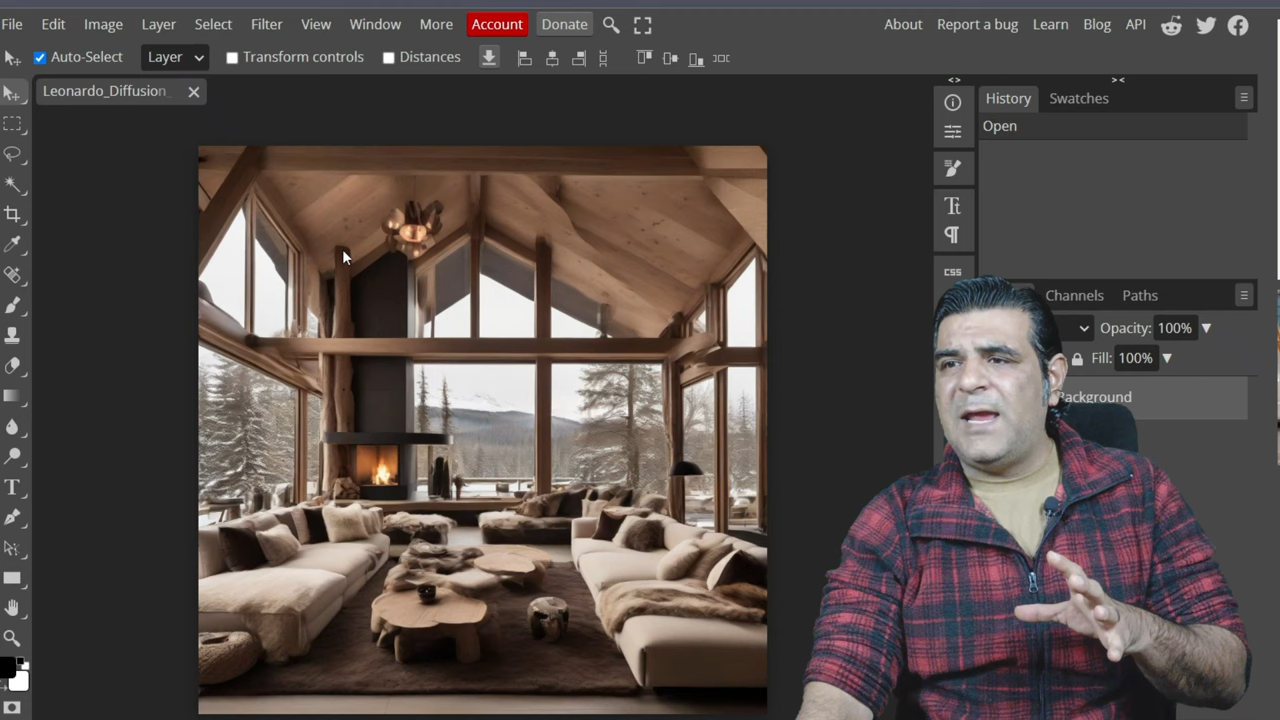 File Edit Image Layer Select Filter View Window More Account Donate About Report a bug Learn Blog API
Auto-Select Layer Transform controls Distances
Leonardo_Diffusion_
History Swatches
Open
CSS
Channels Paths
Opacity: 100%
Fill: 100%
Background